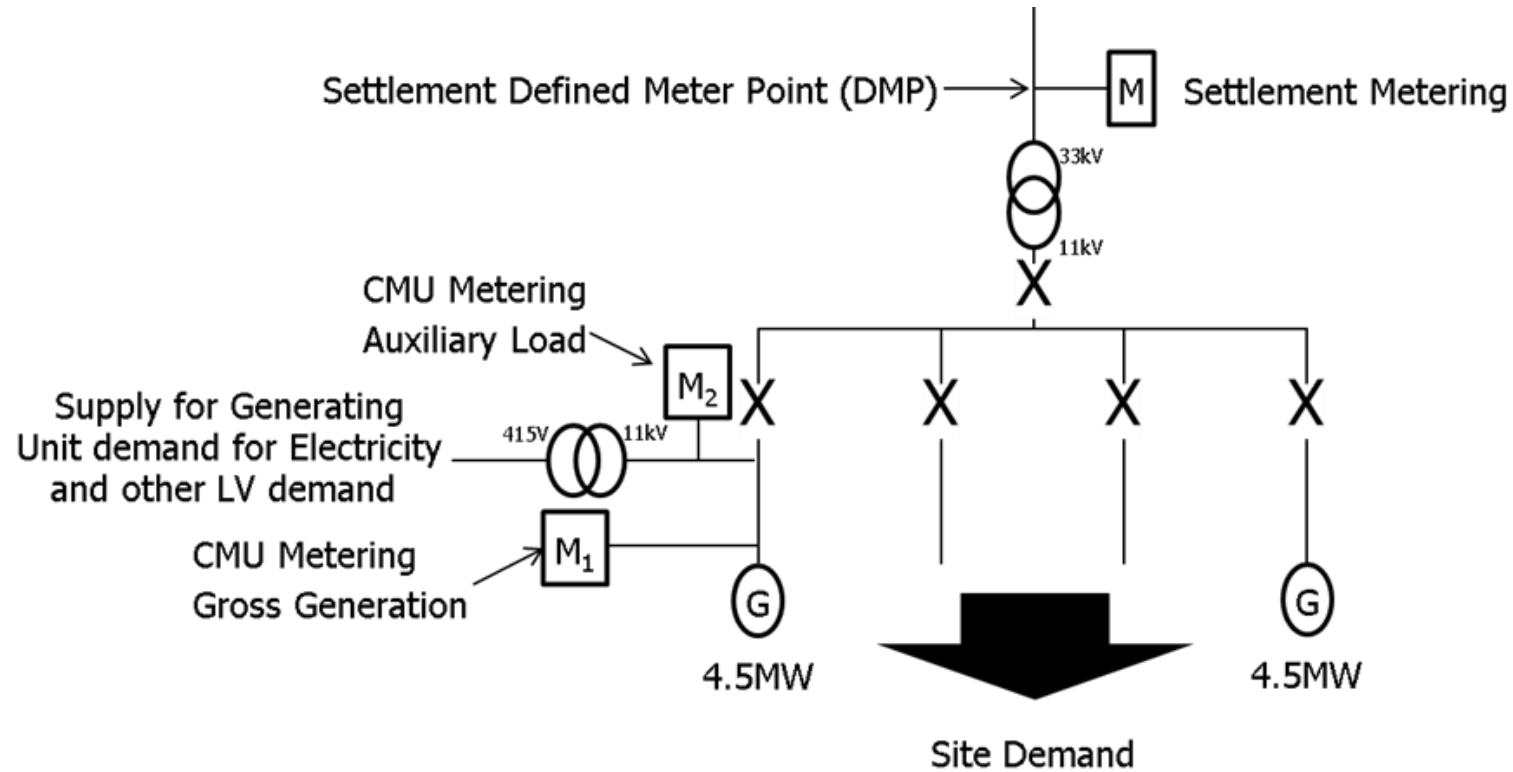 Settlement Defined Meter Point (DMP)
M
Settlement Metering
33kV
11kV
X
CMU Metering
Auxiliary Load
M₂
X
X
X
X
Supply for Generating
Unit demand for Electricity
and other LV demand
415V
11kV
CMU Metering
Gross Generation
M₁
G
G
4.5MW
4.5MW
Site Demand